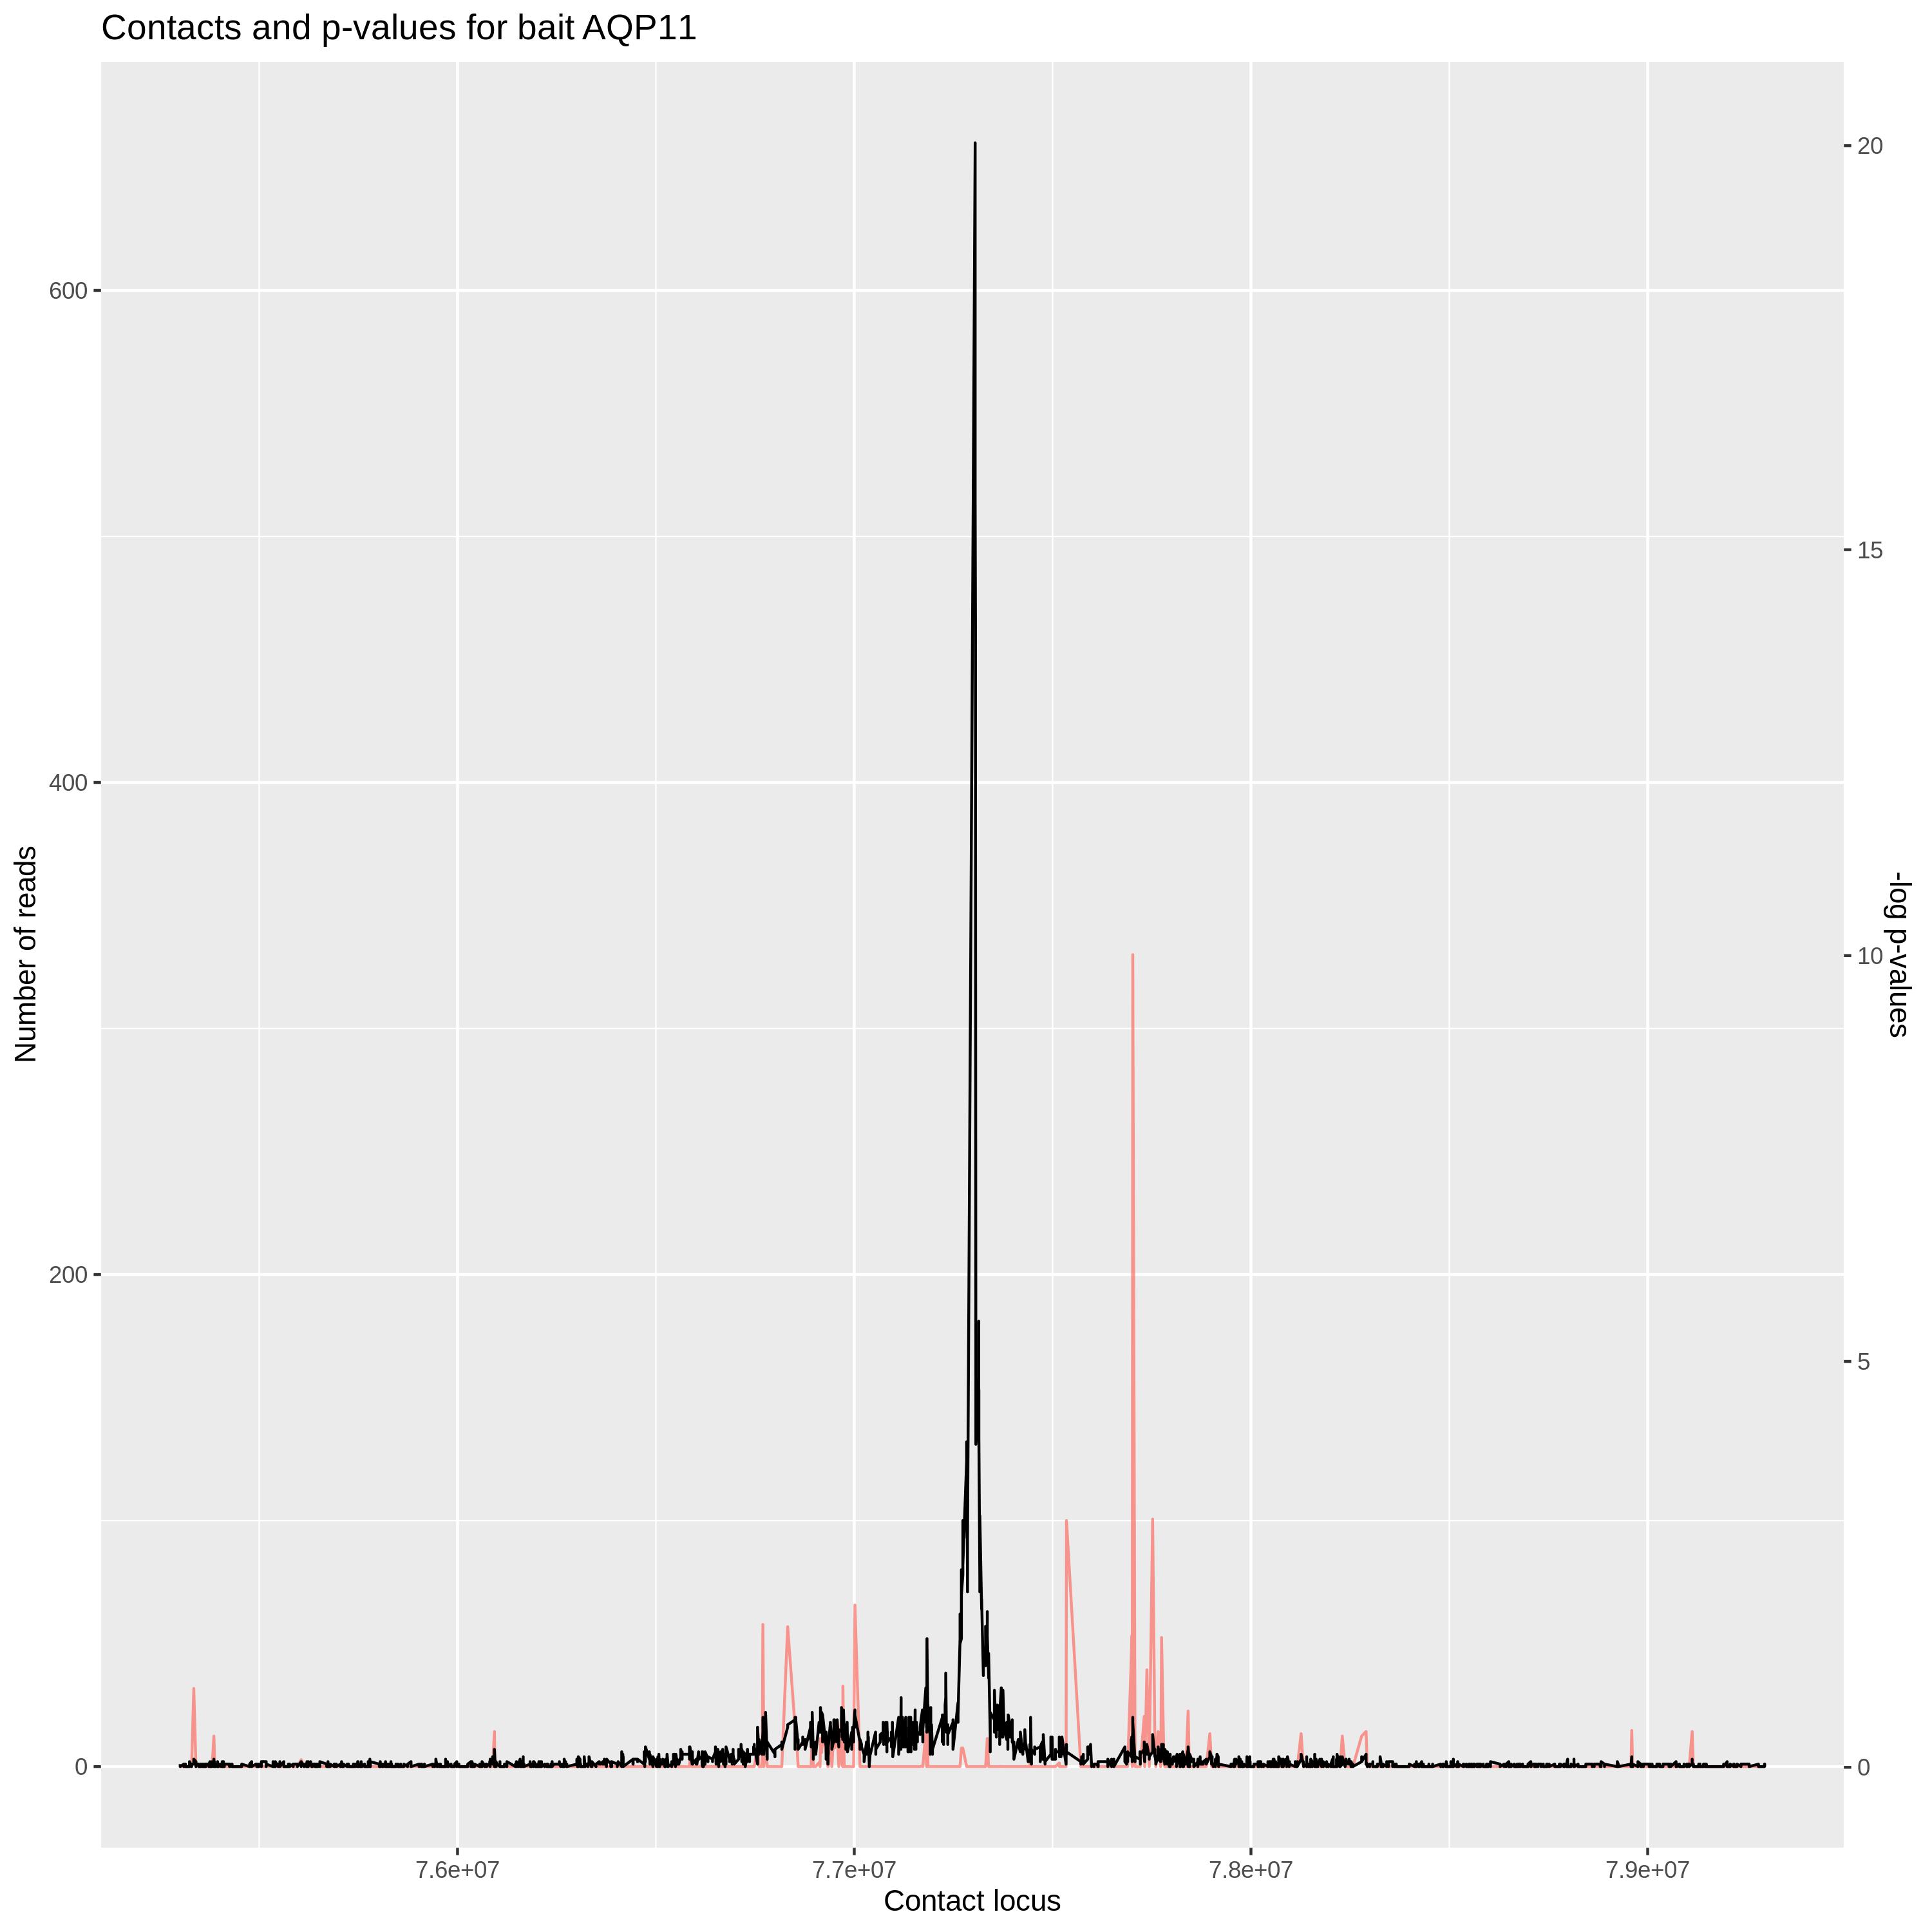 Contacts and p-values for bait AQP11
600
400
200
0
Number of reads
20
15
10
5
0
-log p-values
7.6e+07
7.7e+07
7.8e+07
7.9e+07
Contact locus